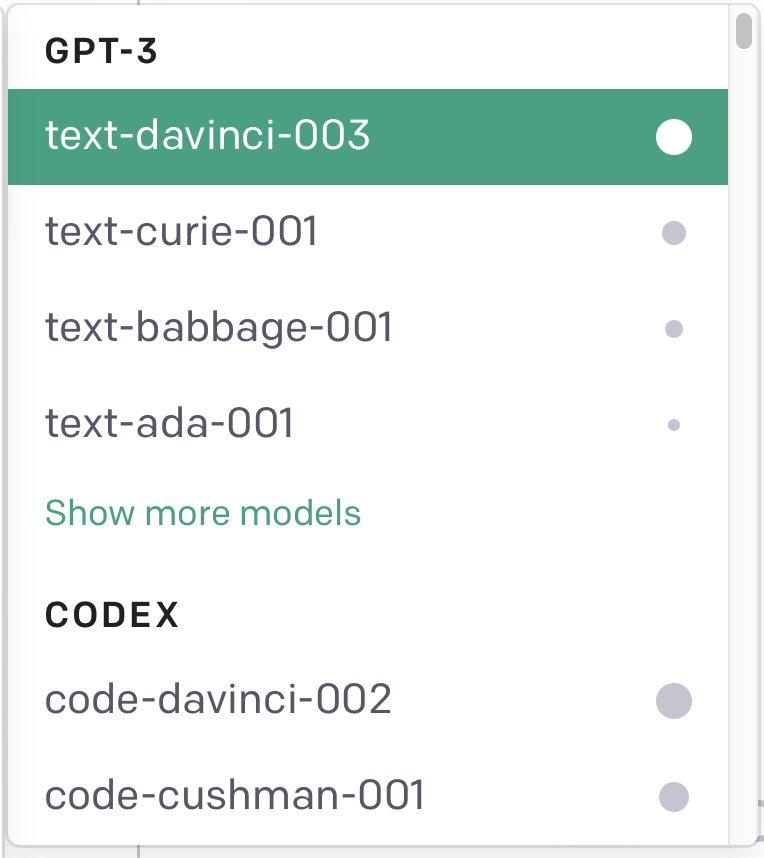 GPT-3
text-davinci-003
text-curie-001
text-babbage-001
text-ada-001
Show more models
CODEX
code-davinci-002
code-cushman-001